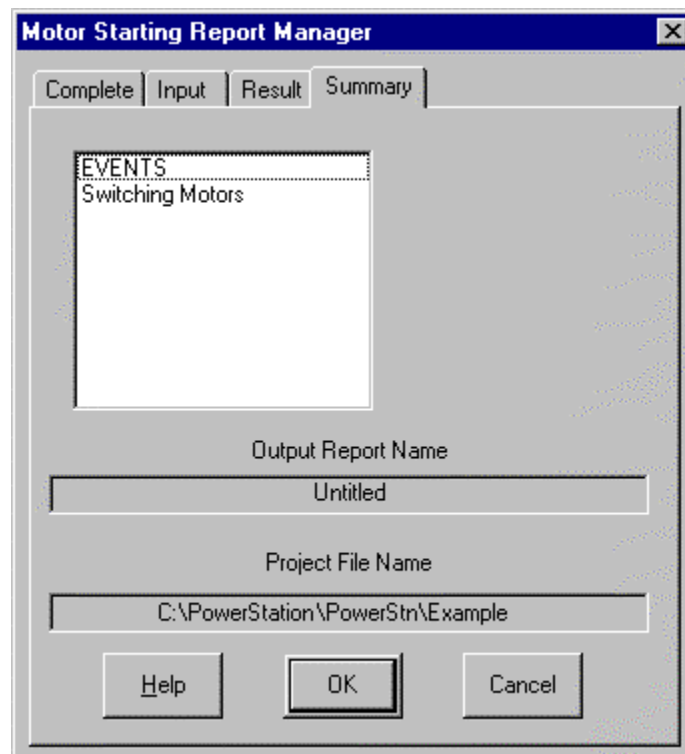 Motor Starting Report Manager
Complete Input Result Summary
EVENTS
Switching Motors
Output Report Name
Untitled
Project File Name
C:\PowerStation\PowerStn\Example
Help OK Cancel